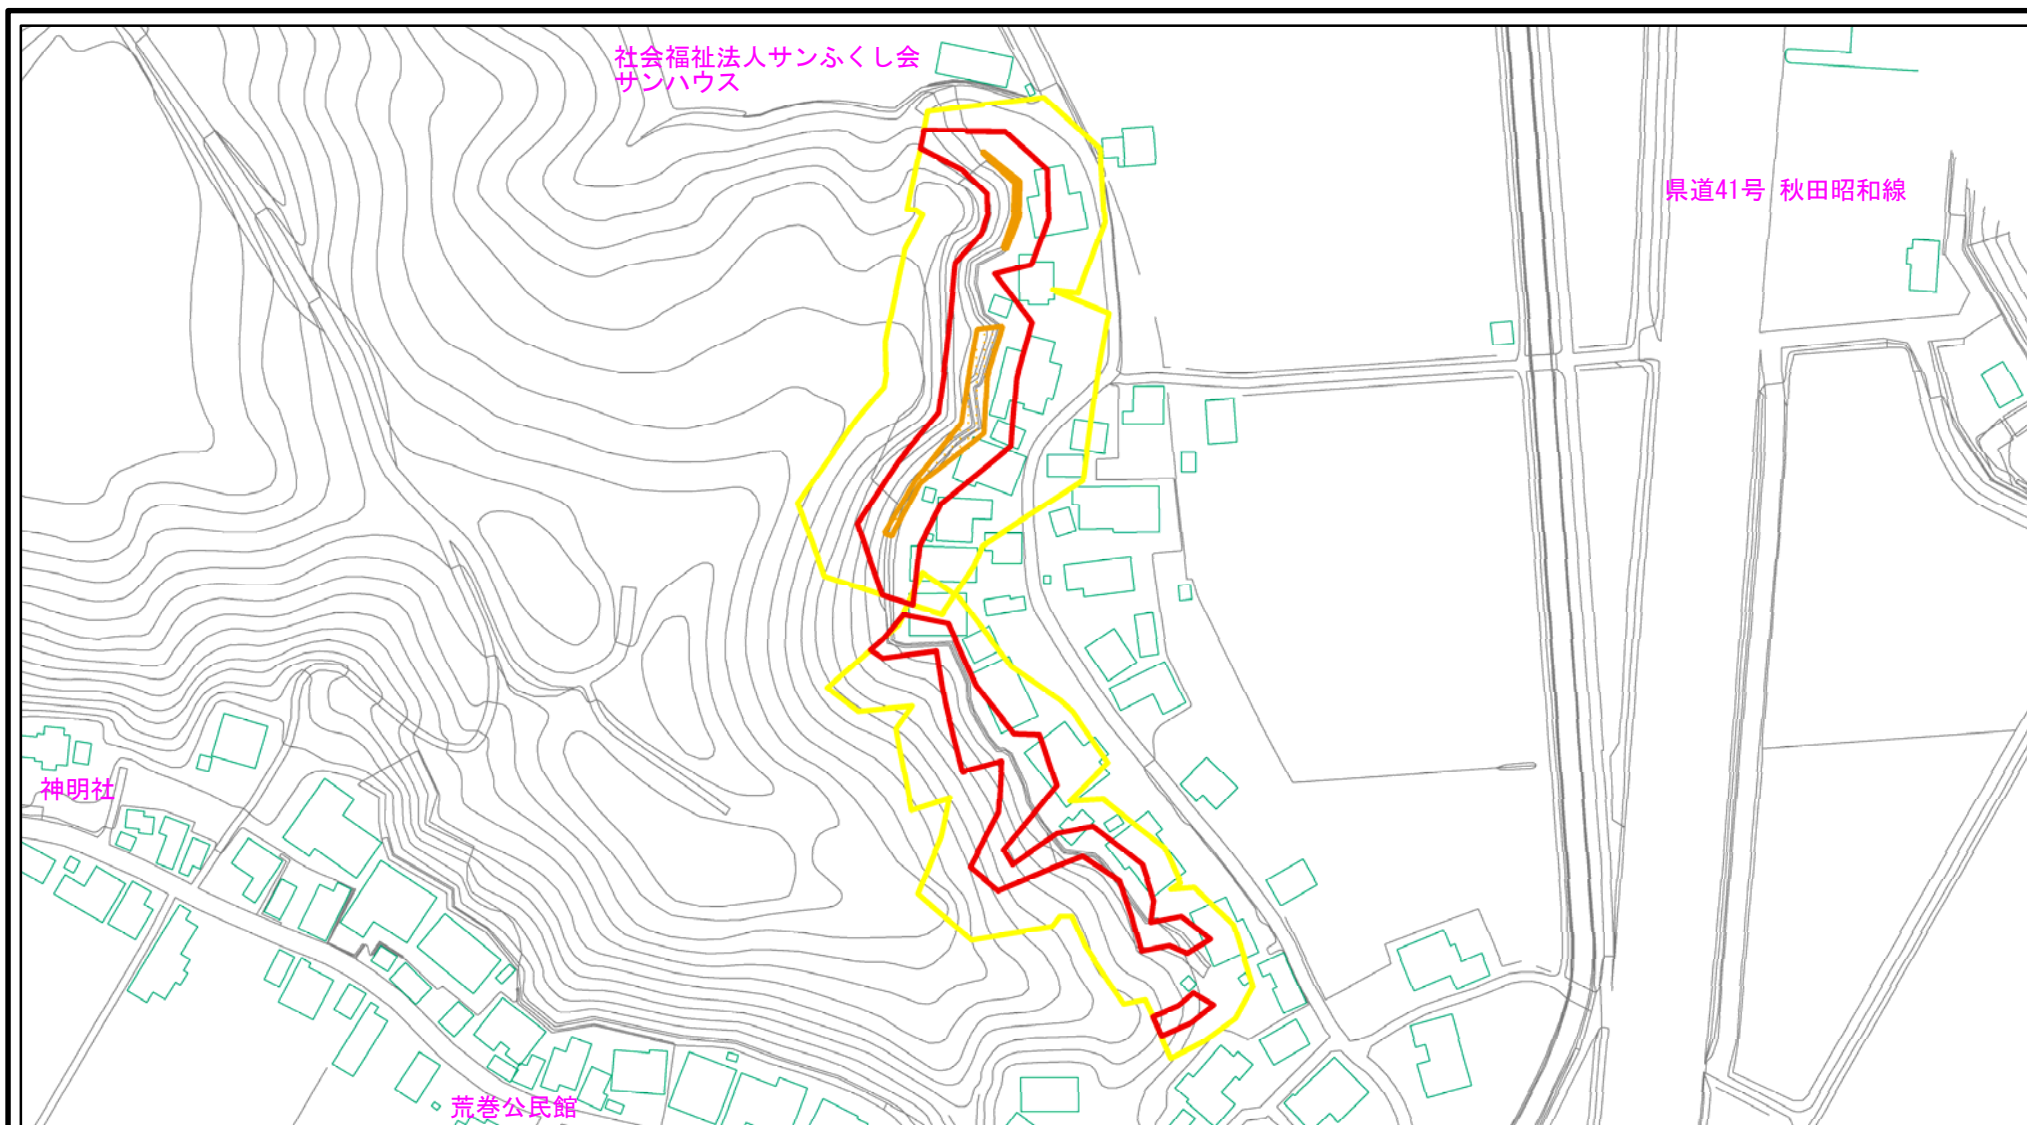 社会福祉法人サンふくし会
サンハウス
県道41号 秋田昭和線
神明社
荒巻公民館